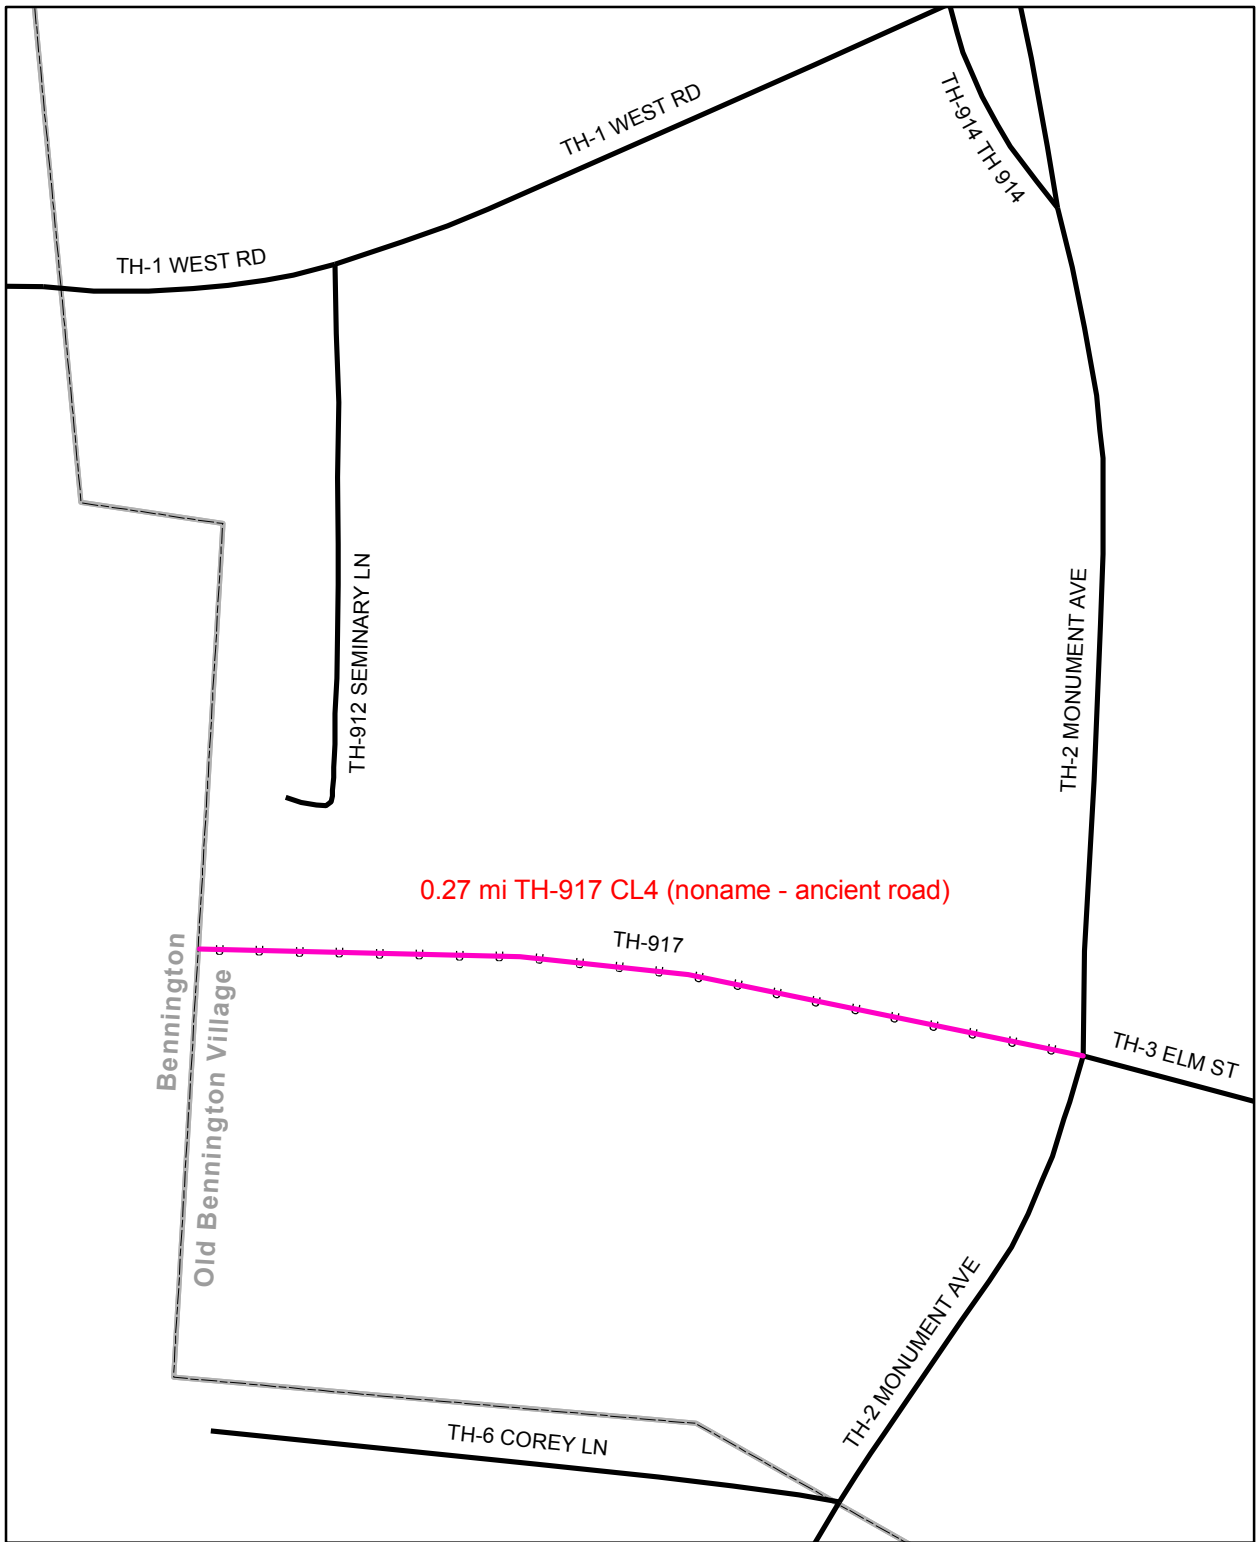 TH-1 WEST RD
TH-914 TH 914
TH-1 WEST RD
TH-912 SEMINARY LN
TH-2 MONUMENT AVE
0.27 mi TH-917 CL4 (noname - ancient road)
TH-917
Bennington
Old Bennington Village
TH-3 ELM ST
TH-2 MONUMENT AVE
TH-6 COREY LN